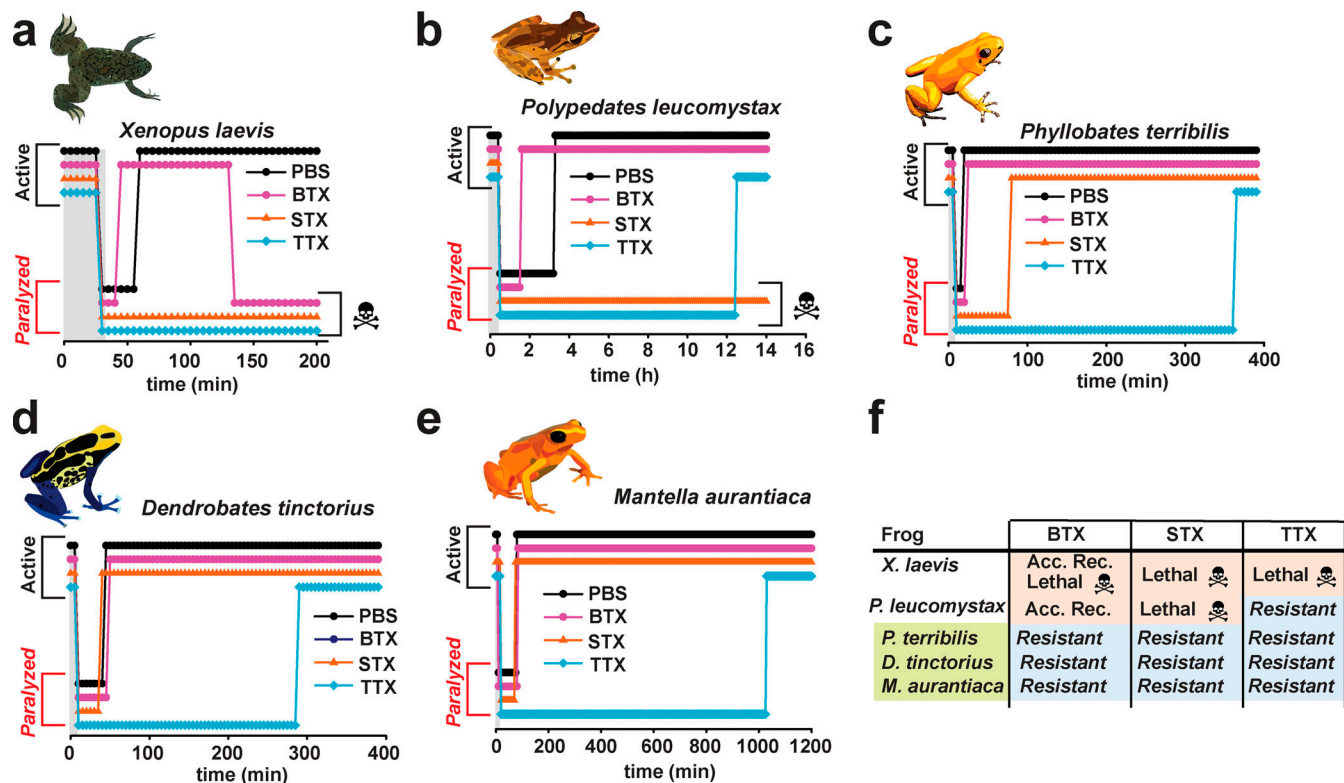 a
Xenopus laevis
Active
Paralyzed
PBS
BTX
STX
TTX
0 50 100 150 200
time (min)
b
Polypedates leucomystax
Active
Paralyzed
PBS
BTX
STX
TTX
0 2 4 6 8 10 12 14 16
time (h)
c
Phyllobates terribilis
Active
Paralyzed
PBS
BTX
STX
TTX
0 100 200 300 400
time (min)
d
Dendrobates tinctorius
Active
Paralyzed
PBS
BTX
STX
TTX
0 100 200 300 400
time (min)
e
Mantella aurantiaca
Active
Paralyzed
PBS
BTX
STX
TTX
0 200 400 600 800 1000 1200
time (min)
f
Frog BTX STX TTX
X. laevis Acc. Rec. Lethal Lethal Lethal
P. leucomystax Acc. Rec. Lethal Resistant
P. terribilis Resistant Resistant Resistant
D. tinctorius Resistant Resistant Resistant
M. aurantiaca Resistant Resistant Resistant